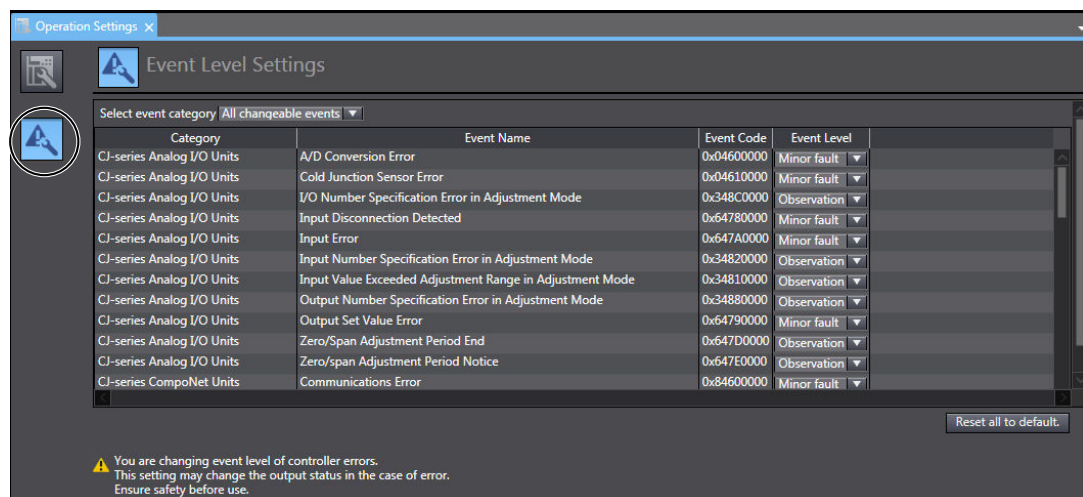 Operation Settings
Event Level Settings
Select event category All changeable events
Category Event Name Event Code Event Level
CJ-series Analog I/O Units A/D Conversion Error 0x04600000 Minor fault
CJ-series Analog I/O Units Cold Junction Sensor Error 0x04610000 Minor fault
CJ-series Analog I/O Units I/O Number Specification Error in Adjustment Mode 0x348C0000 Observation
CJ-series Analog I/O Units Input Disconnection Detected 0x64780000 Minor fault
CJ-series Analog I/O Units Input Error 0x647A0000 Minor fault
CJ-series Analog I/O Units Input Number Specification Error in Adjustment Mode 0x34820000 Observation
CJ-series Analog I/O Units Input Value Exceeded Adjustment Range in Adjustment Mode 0x34810000 Observation
CJ-series Analog I/O Units Output Number Specification Error in Adjustment Mode 0x34880000 Observation
CJ-series Analog I/O Units Output Set Value Error 0x64790000 Minor fault
CJ-series Analog I/O Units Zero/Span Adjustment Period End 0x647D0000 Observation
CJ-series Analog I/O Units Zero/span Adjustment Period Notice 0x647E0000 Observation
CJ-series CompoNet Units Communications Error 0x84600000 Minor fault
Reset all to default.
You are changing event level of controller errors.
This setting may change the output status in the case of error.
Ensure safety before use.